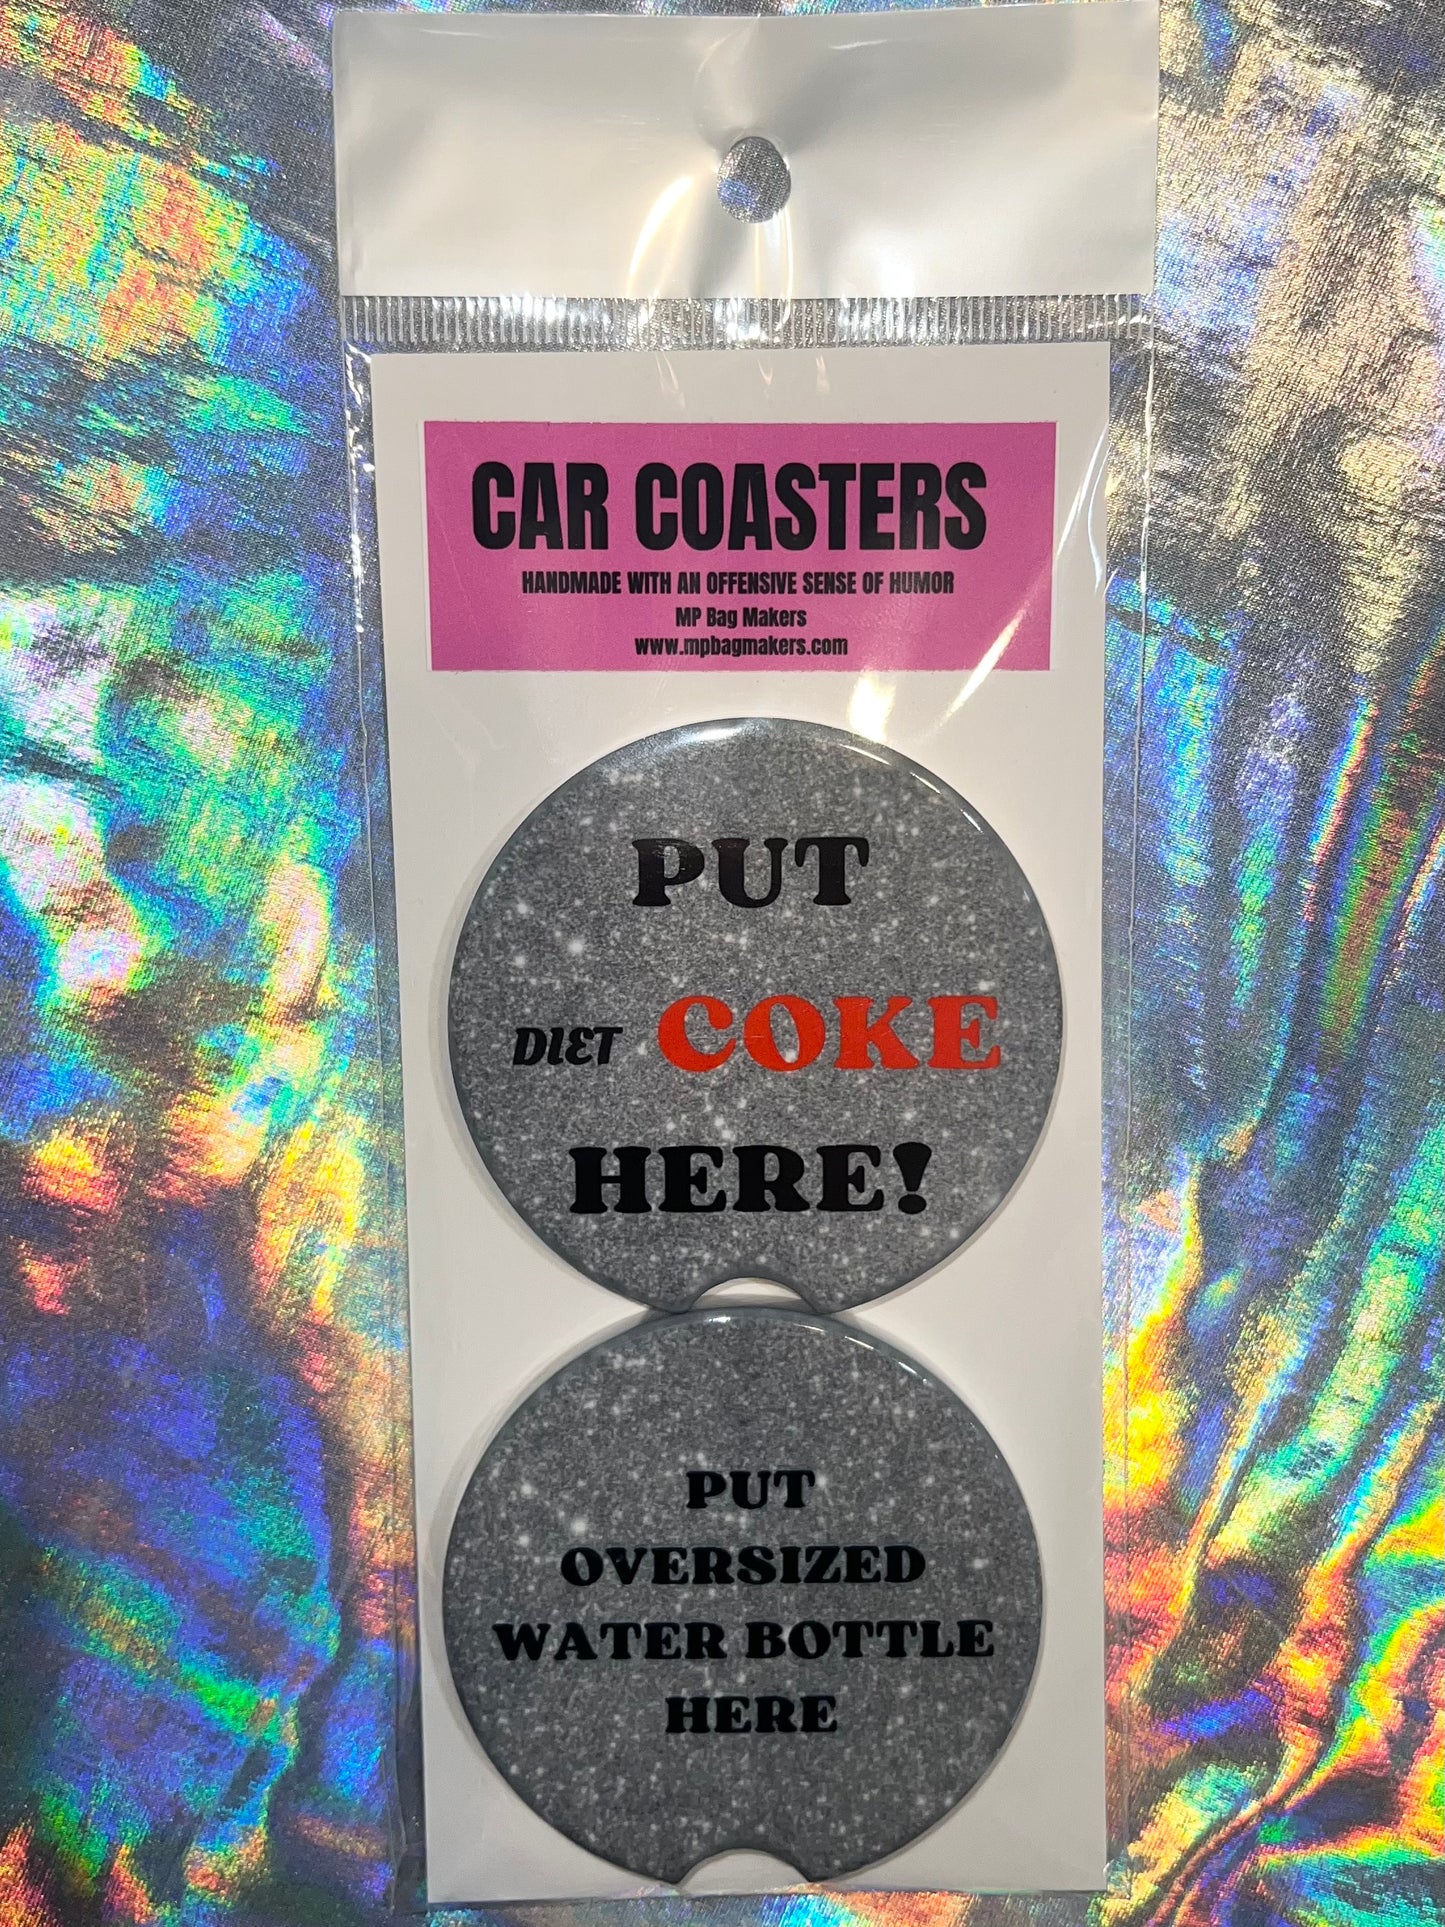 CAR COASTERS
HANDMADE WITH AN OFFENSIVE SENSE OF HUMOR
MP Bag Makers
www.mpbagmakers.com
PUT
DIET COKE
HERE!
PUT
OVERSIZED
WATER BOTTLE
HERE